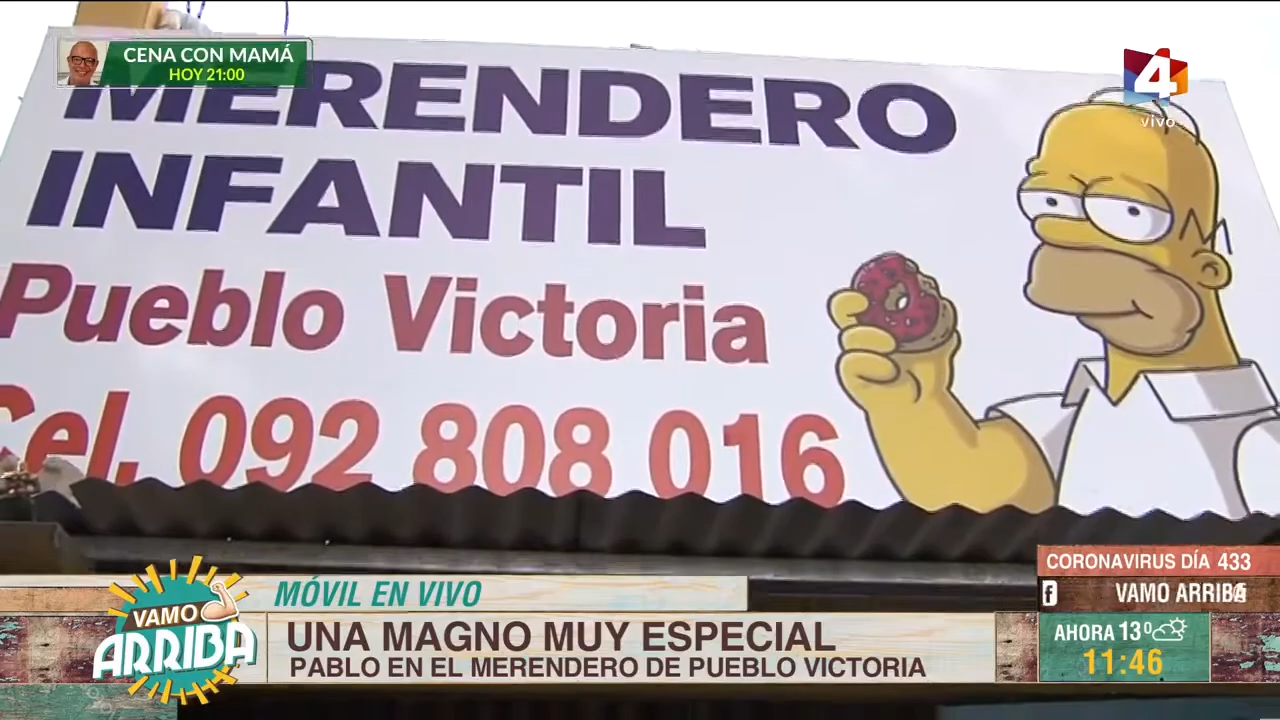 CENA CON MAMÁ
HOY 21:00
4
vivo
MERENDERO
INFANTIL
Pueblo Victoria
Cel. 092 808 016
VAMO
ARRIBA
MÓVIL EN VIVO
UNA MAGNO MUY ESPECIAL
PABLO EN EL MERENDERO DE PUEBLO VICTORIA
CORONAVIRUS DÍA 433
f VAMO ARRIBA
AHORA 13º
11:46